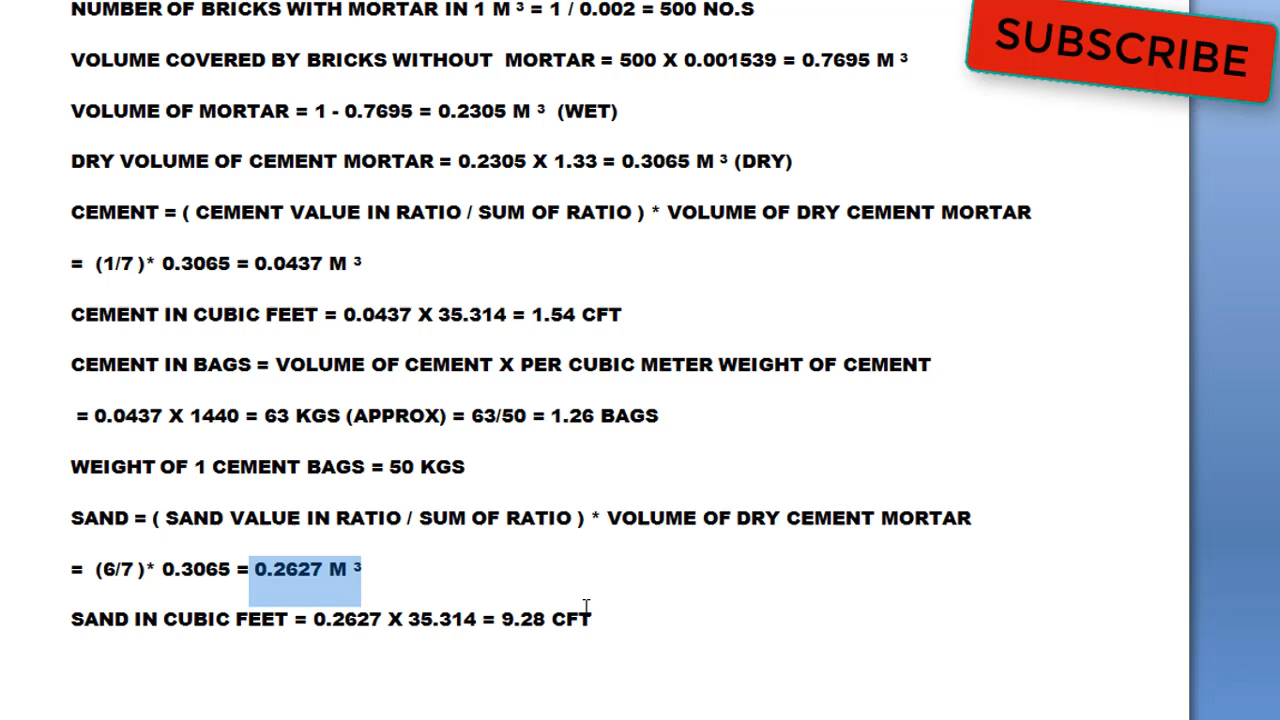 NUMBER OF BRICKS WITH MORTAR IN 1 M ³ = 1 / 0.002 = 500 NO.S
SUBSCRIBE
VOLUME COVERED BY BRICKS WITHOUT  MORTAR = 500 X 0.001539 = 0.7695 M ³
VOLUME OF MORTAR = 1 - 0.7695 = 0.2305 M ³  (WET)
DRY VOLUME OF CEMENT MORTAR = 0.2305 X 1.33 = 0.3065 M ³ (DRY)
CEMENT = ( CEMENT VALUE IN RATIO / SUM OF RATIO ) * VOLUME OF DRY CEMENT MORTAR
=  (1/7 )* 0.3065 = 0.0437 M ³
CEMENT IN CUBIC FEET = 0.0437 X 35.314 = 1.54 CFT
CEMENT IN BAGS = VOLUME OF CEMENT X PER CUBIC METER WEIGHT OF CEMENT
= 0.0437 X 1440 = 63 KGS (APPROX) = 63/50 = 1.26 BAGS
WEIGHT OF 1 CEMENT BAGS = 50 KGS
SAND = ( SAND VALUE IN RATIO / SUM OF RATIO ) * VOLUME OF DRY CEMENT MORTAR
=  (6/7 )* 0.3065 = 0.2627 M ³
SAND IN CUBIC FEET = 0.2627 X 35.314 = 9.28 CFT